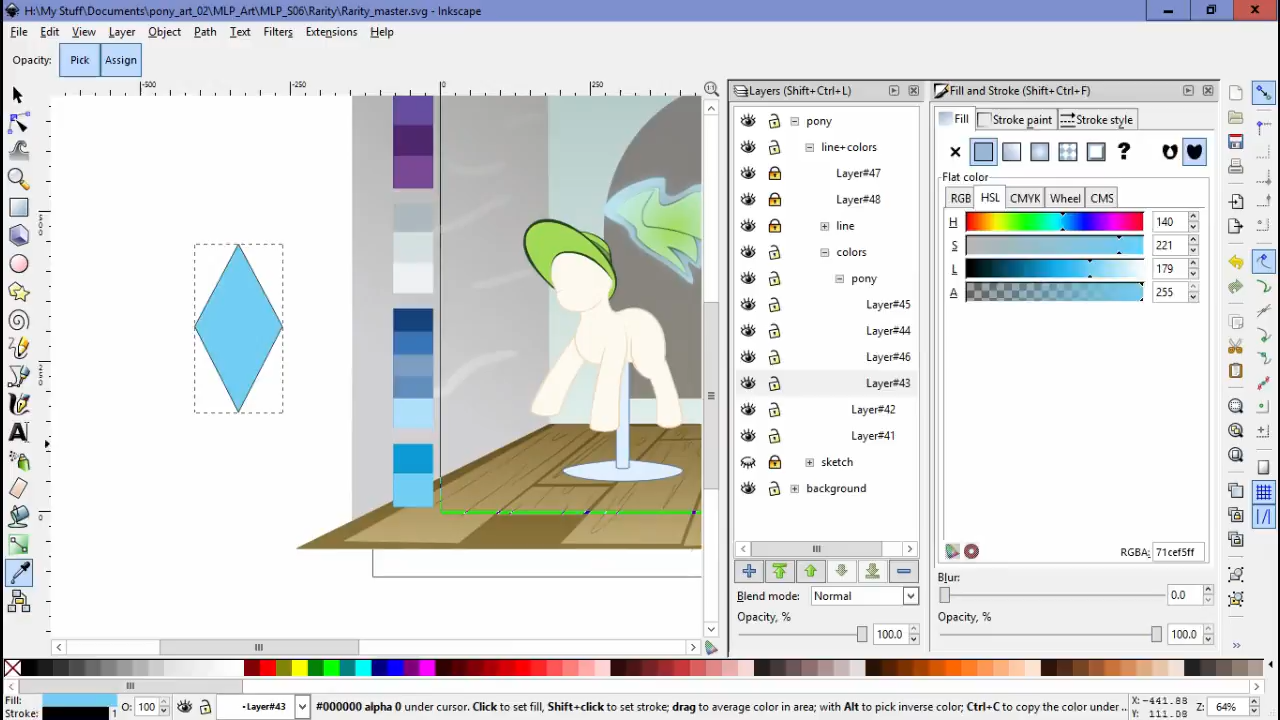 H:\My Stuff\Documents\pony_art_02\MLP_Art\MLP_S06\Rarity\Rarity_master.svg - Inkscape
File Edit View Layer Object Path Text Filters Extensions Help
Opacity: Pick Assign
-500 -250 0 250
500
250
0
Layers (Shift+Ctrl+L)
pony
line+colors
Layer#47
Layer#48
line
colors
pony
Layer#45
Layer#44
Layer#46
Layer#43
Layer#42
Layer#41
sketch
background
Blend mode: Normal
Opacity, %
100.0
Fill and Stroke (Shift+Ctrl+F)
Fill Stroke paint Stroke style
Flat color
RGB HSL CMYK Wheel CMS
H 140
S 221
L 179
A 255
RGBA: 71cef5ff
Blur:
0.0
Opacity, %
100.0
Fill:
Stroke: 1
O: 100
Layer#43
#000000 alpha 0 under cursor. Click to set fill, Shift+click to set stroke; drag to average color in area; with Alt to pick inverse color; Ctrl+C to copy the color under ..
X: -441.88
Y: 111.08
Z: 64%